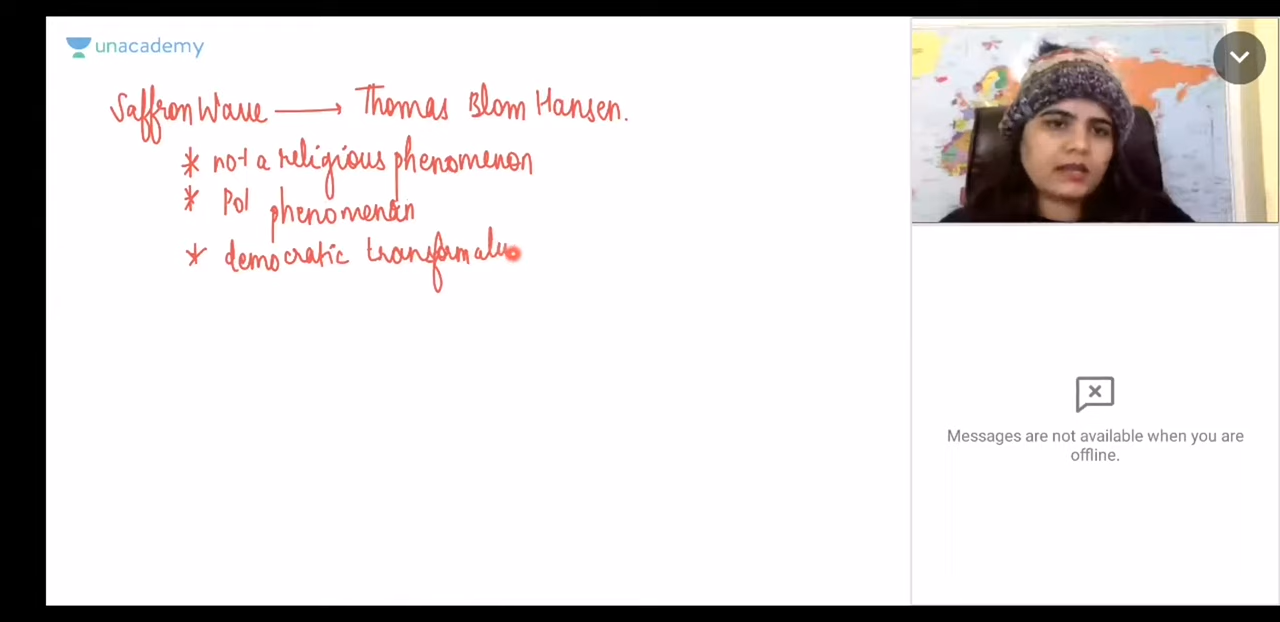 unacademy
Saffron Wave → Thomas Blom Hansen.
* not a religious phenomenon
* Pol phenomenon
* democratic
Messages are not available when you are
offline.